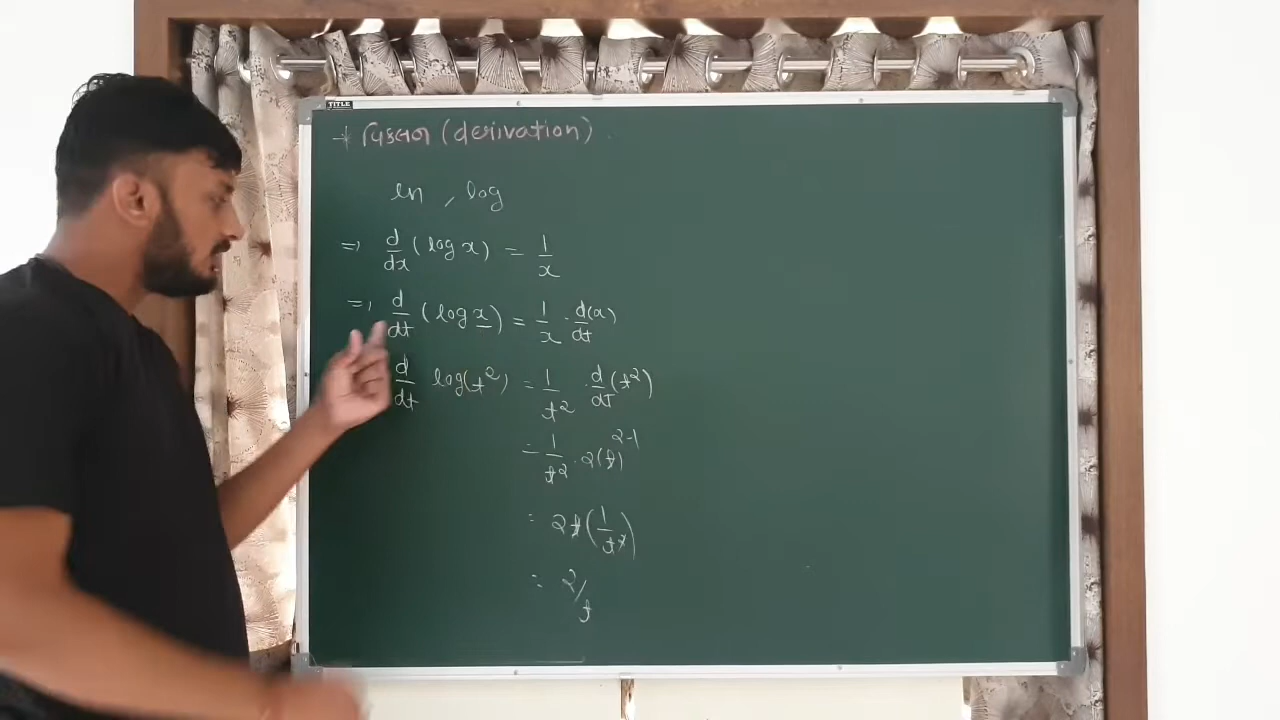 TITLE
* વિકલન (derivation).
ln , log
⇒ d/dx (log x) = 1/x
⇒ d/dt (log x) = 1/x · d(x)/dt
d/dt log(t²) = 1/t² · d/dt (t²)
= 1/t² · 2(t)²⁻¹
= 2t(1/t²)
= 2/t